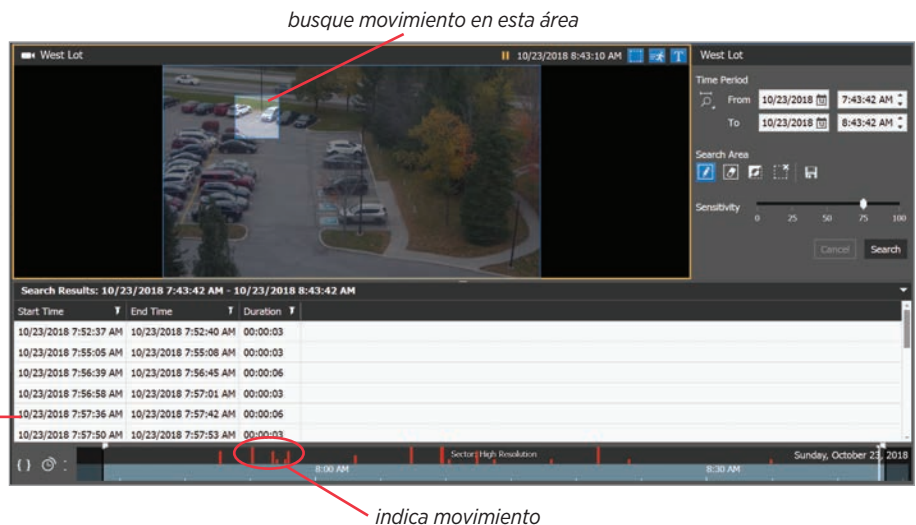 busque movimiento en esta área
West Lot
10/23/2018 8:43:10 AM
T
West Lot
Time Period
From 10/23/2018 7:43:42 AM
To 10/23/2018 8:43:42 AM
Search Area
Sensitivity
0 25 50 75 100
Cancel Search
Search Results: 10/23/2018 7:43:42 AM - 10/23/2018 8:43:42 AM
Start Time End Time Duration
10/23/2018 7:52:37 AM 10/23/2018 7:52:40 AM 00:00:03
10/23/2018 7:55:05 AM 10/23/2018 7:55:08 AM 00:00:03
10/23/2018 7:56:39 AM 10/23/2018 7:56:45 AM 00:00:06
10/23/2018 7:56:58 AM 10/23/2018 7:57:01 AM 00:00:03
10/23/2018 7:57:36 AM 10/23/2018 7:57:42 AM 00:00:06
10/23/2018 7:57:50 AM 10/23/2018 7:57:53 AM 00:00:03
Sector: High Resolution
Sunday, October 23, 2018
8:00 AM 8:30 AM
indica movimiento